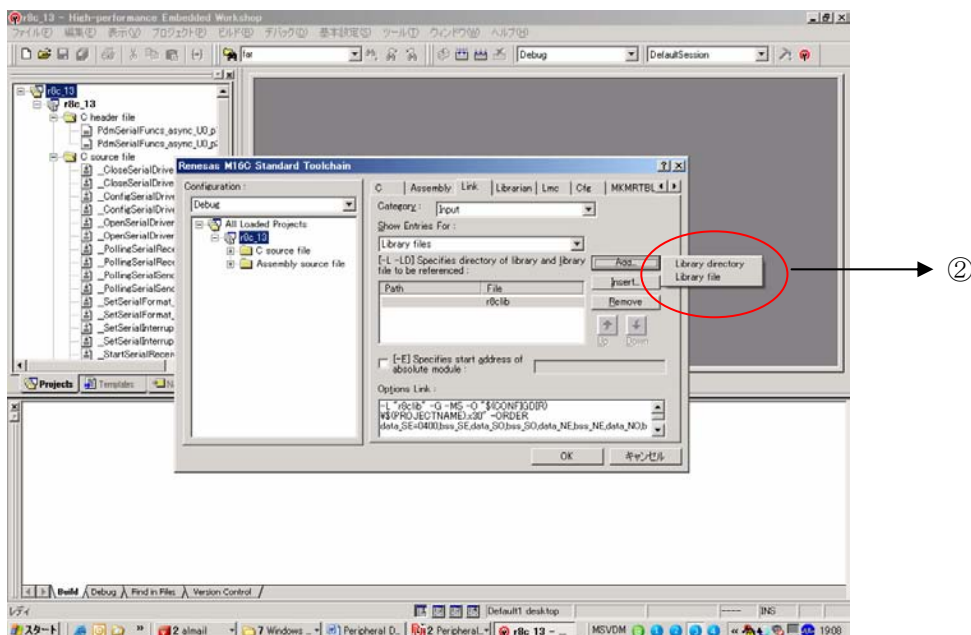 r8c_13 - High-performance Embedded Workshop
ファイル(F) 編集(E) 表示(V) プロジェクト(P) ビルド(B) デバッグ(D) 基本設定(S) ツール(T) ウィンドウ(W) ヘルプ(H)
far Debug DefaultSession
r8c_13
r8c_13
C header file
PdmSerialFuncs_async_U0_p
PdmSerialFuncs_async_U0_p
C source file
_CloseSerialDrive
_CloseSerialDrive
_ConfigSerialDrive
_ConfigSerialDrive
_OpenSerialDriver
_OpenSerialDriver
_PollingSerialRece
_PollingSerialRece
_PollingSerialSend
_PollingSerialSend
_SetSerialFormat_
_SetSerialFormat_
_SetSerialInterrup
_SetSerialInterrup
_StartSerialRecei
Projects Templates
Renesas M16C Standard Toolchain
Configuration :
Debug
All Loaded Projects
r8c_13
C source file
Assembly source file
C Assembly Link Librarian Lmc Cfg MKMRTBL
Category : Input
Show Entries For :
Library files
[-L -LD] Specifies directory of library and library
file to be referenced :
Path File
r8clib
Add...
Insert...
Remove
Up Down
Library directory
Library file
②
[-E] Specifies start address of
absolute module :
Options Link :
-L "r8clib" -G -MS -O "$(CONFIGDIR)
¥$(PROJECTNAME).x30" -ORDER
data_SE=0400,bss_SE,data_SO,bss_SO,data_NE,bss_NE,data_NO,b
OK キャンセル
Build Debug Find in Files Version Control
レディ Default1 desktop INS
スタート 2 almail 7 Windows ... Peripheral D... 2 Peripheral... r8c_13 - ... MSVDM 1 2 3 4 19:08